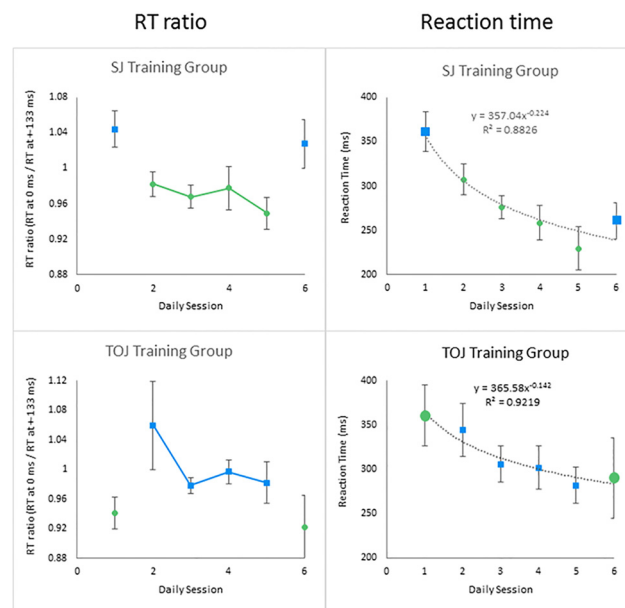 RT ratio
Reaction time
SJ Training Group
RT ratio (RT at 0 ms / RT at +-133 ms)
1.08
1.04
1
0.96
0.92
0.88
0
2
4
6
Daily Session
SJ Training Group
y = 357.04x^-0.224
R² = 0.8826
Reaction Time (ms)
400
350
300
250
200
0
1
2
3
4
5
6
Daily Session
TOJ Training Group
RT ratio (RT at 0 ms / RT at +-133 ms)
1.12
1.08
1.04
1
0.96
0.92
0.88
0
2
4
6
Daily Session
TOJ Training Group
y = 365.58x^-0.142
R² = 0.9219
Reaction Time (ms)
400
350
300
250
200
0
1
2
3
4
5
6
Daily Session